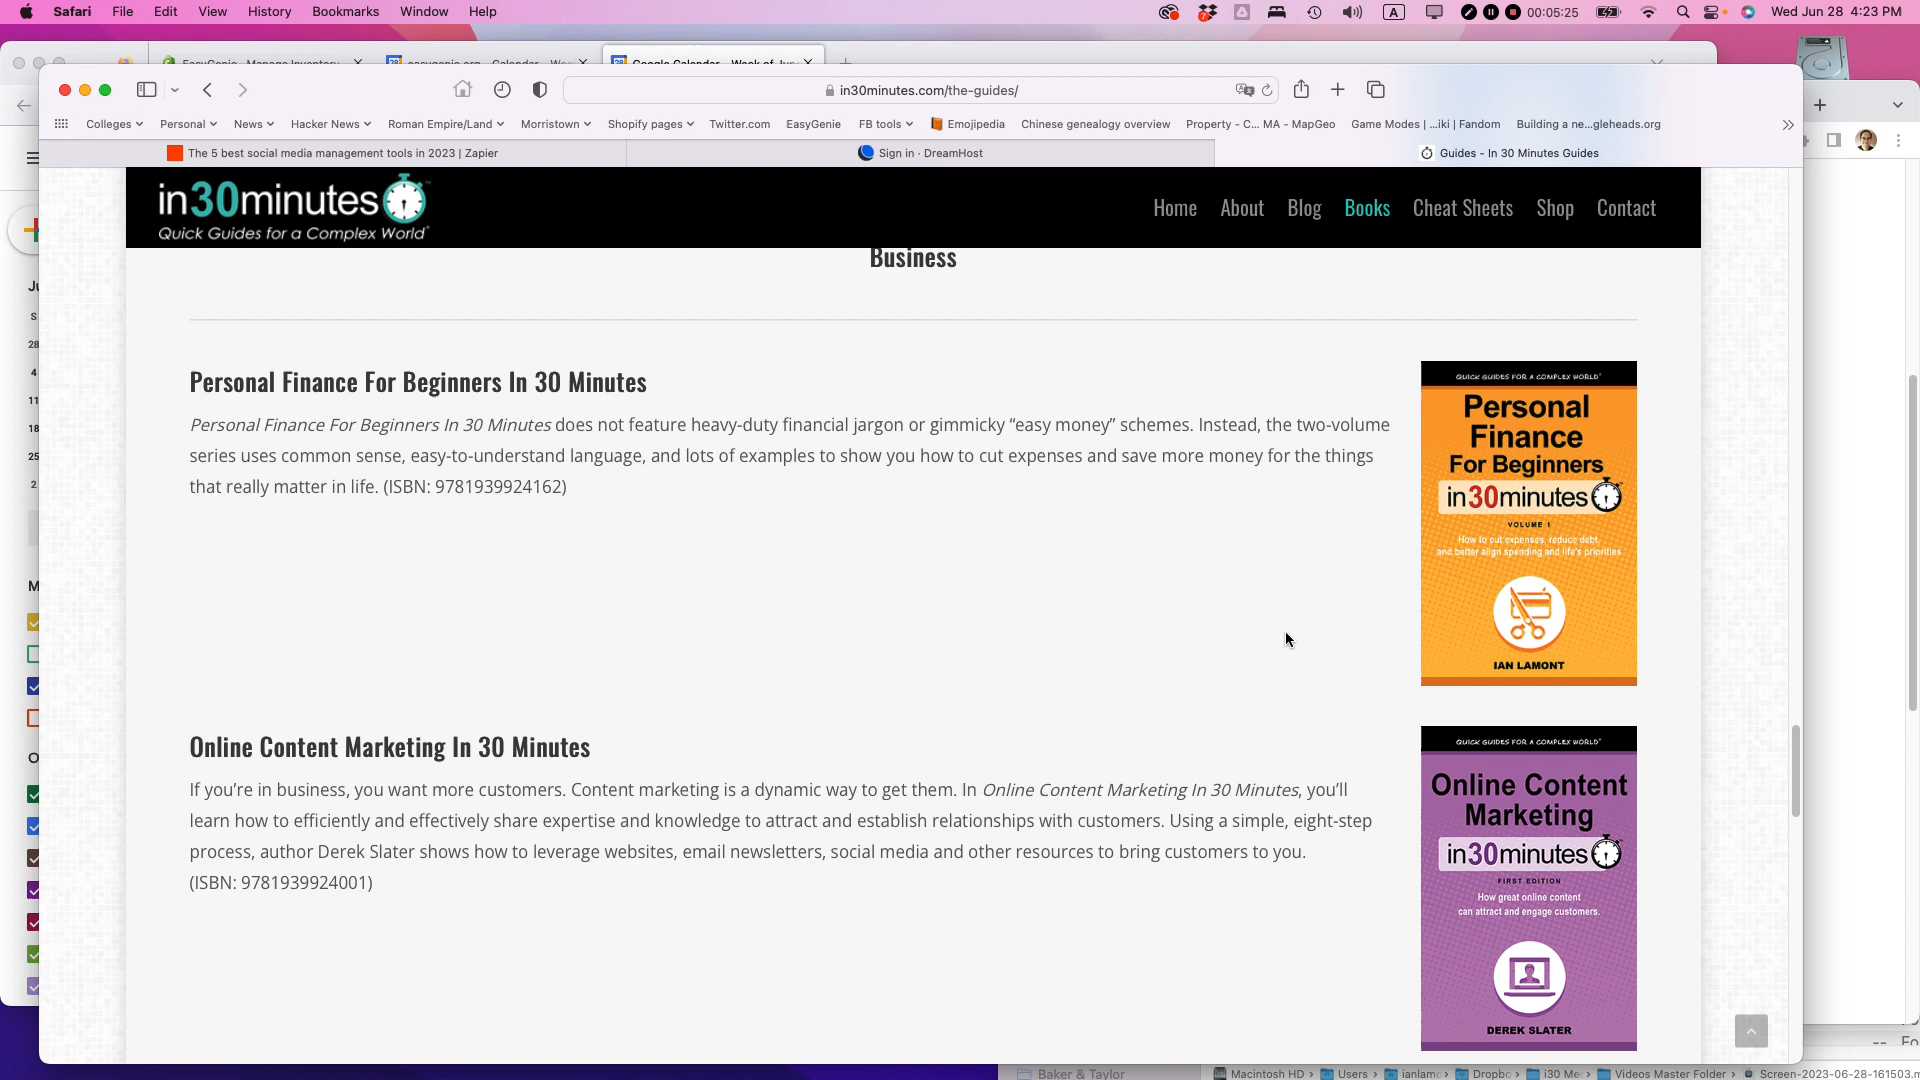 Safari File Edit View History Bookmarks Window Help
00:05:25 Wed Jun 28 4:23 PM
in30minutes.com/the-guides/
Colleges Personal News Hacker News Roman Empire/Land Morristown Shopify pages Twitter.com EasyGenie FB tools Emojipedia Chinese genealogy overview Property - C... MA - MapGeo Game Modes | ...iki | Fandom Building a ne...gleheads.org
The 5 best social media management tools in 2023 | Zapier
Sign in · DreamHost
Guides - In 30 Minutes Guides
in30minutes
Quick Guides for a Complex World®
Home About Blog Books Cheat Sheets Shop Contact
Business
Personal Finance For Beginners In 30 Minutes
Personal Finance For Beginners In 30 Minutes does not feature heavy-duty financial jargon or gimmicky “easy money” schemes. Instead, the two-volume
series uses common sense, easy-to-understand language, and lots of examples to show you how to cut expenses and save more money for the things
that really matter in life. (ISBN: 9781939924162)
QUICK GUIDES FOR A COMPLEX WORLD®
Personal
Finance
For Beginners
in30minutes™
VOLUME 1
How to cut expenses, reduce debt,
and better align spending and life's priorities
IAN LAMONT
Online Content Marketing In 30 Minutes
If you’re in business, you want more customers. Content marketing is a dynamic way to get them. In Online Content Marketing In 30 Minutes, you’ll
learn how to efficiently and effectively share expertise and knowledge to attract and establish relationships with customers. Using a simple, eight-step
process, author Derek Slater shows how to leverage websites, email newsletters, social media and other resources to bring customers to you.
(ISBN: 9781939924001)
QUICK GUIDES FOR A COMPLEX WORLD®
Online Content
Marketing
in30minutes™
FIRST EDITION
How great online content
can attract and engage customers.
DEREK SLATER
S
28
4
11
18
25
2
Baker & Taylor
Macintosh HD Users ianlamo Dropbo i30 Me Videos Master Folder Screen-2023-06-28-161503.m